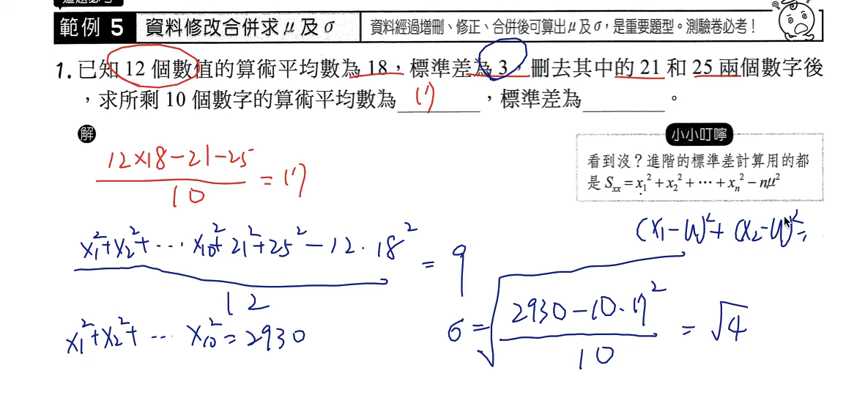 範例 5 資料修改合併求 μ 及 σ 資料經過增刪、修正、合併後可算出 μ 及 σ，是重要題型。測驗卷必考！
1. 已知 12 個數值的算術平均數為 18，標準差為 3，刪去其中的 21 和 25 兩個數字後
，求所剩 10 個數字的算術平均數為 17 ，標準差為 。
解
(12×18-21-25)/10 = 17
小小叮嚀
看到沒？進階的標準差計算用的都
是 Sxx = x₁² + x₂² + ⋯ + xₙ² − nμ²
(x₁-μ)²+(x₂-μ)²=
(x₁²+x₂²+⋯x₁₀²+21²+25²-12·18²)/12 = 9
x₁²+x₂²+⋯x₁₀²=2930
σ=√((2930-10·17²)/10) = √4